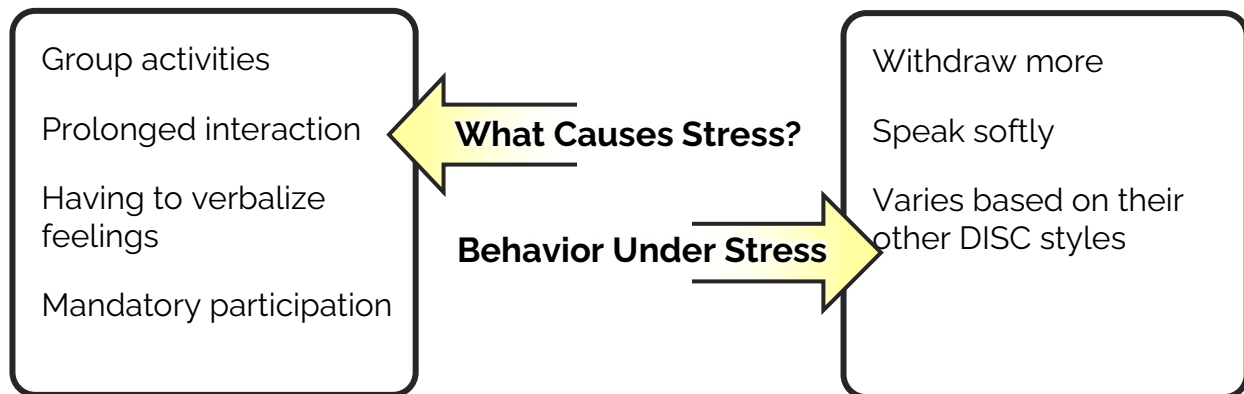 Group activities
Prolonged interaction
Having to verbalize
feelings
Mandatory participation
What Causes Stress?
Behavior Under Stress
Withdraw more
Speak softly
Varies based on their
other DISC styles